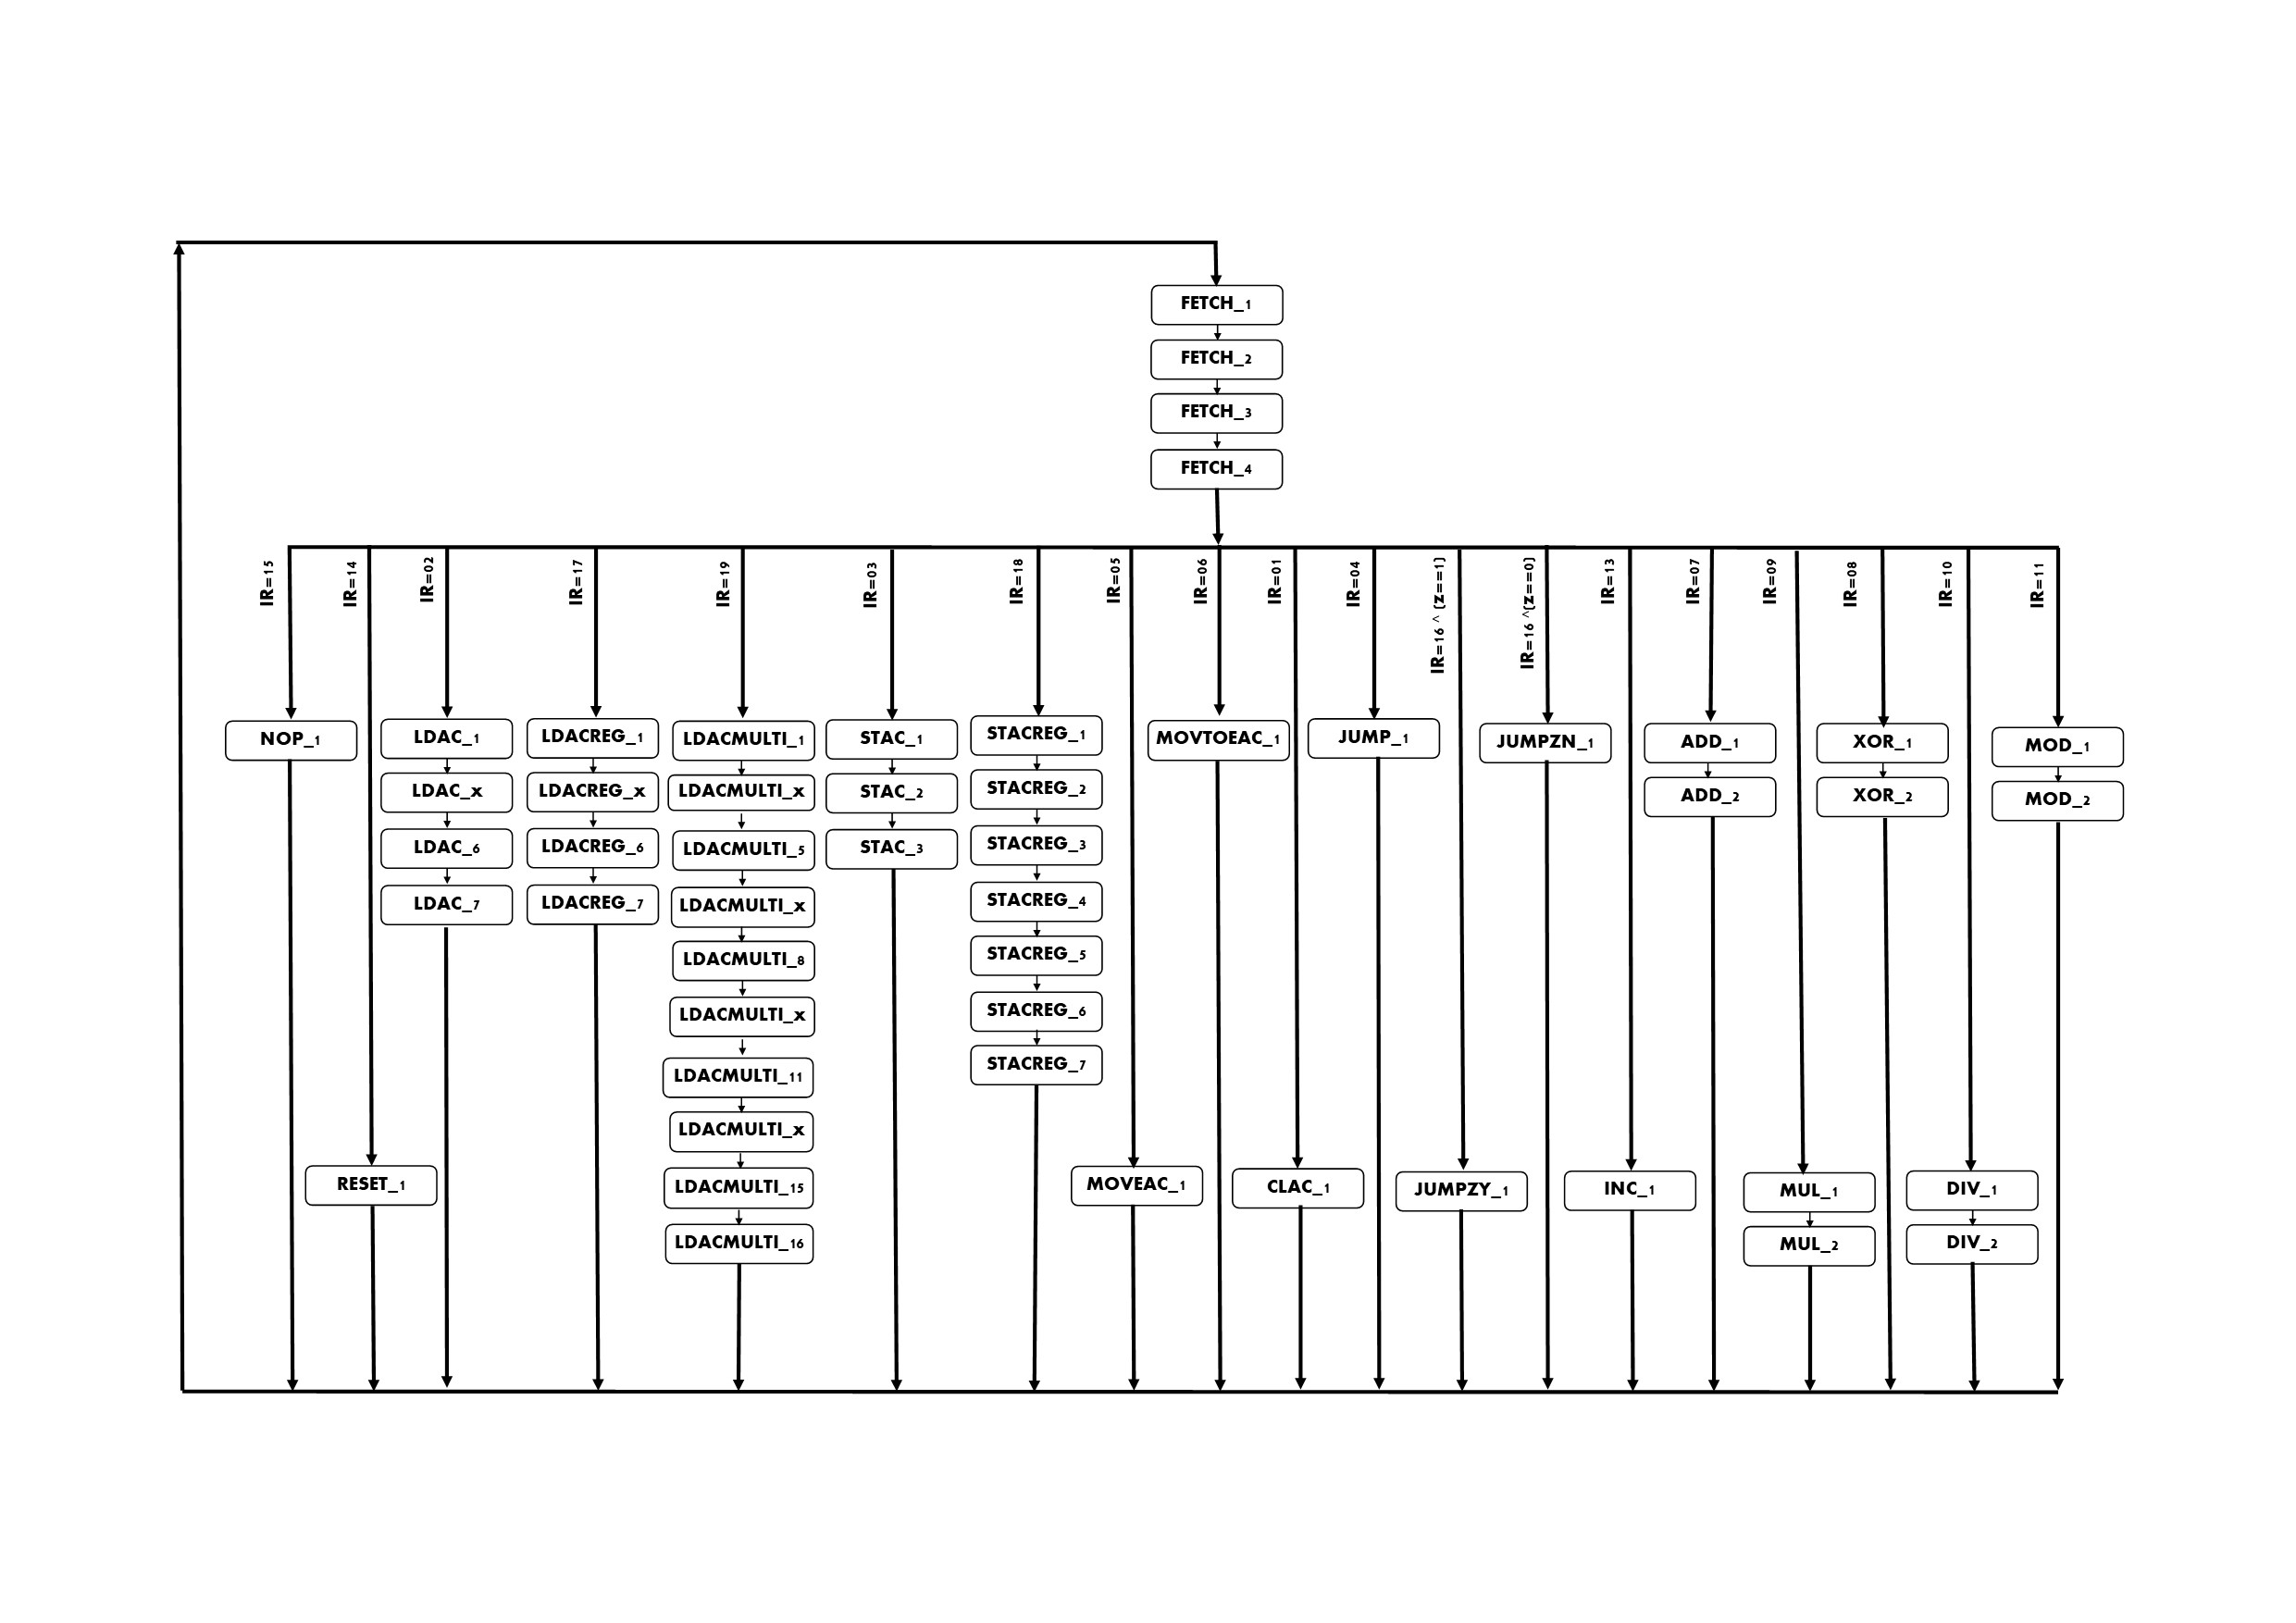 FETCH_1
FETCH_2
FETCH_3
FETCH_4
IR=15
IR=14
IR=02
IR=17
IR=19
IR=03
IR=18
IR=05
IR=06
IR=01
IR=04
IR=16 ^ (Z==1)
IR=16 ^(Z==0)
IR=13
IR=07
IR=09
IR=08
IR=10
IR=11
NOP_1
RESET_1
LDAC_1
LDAC_x
LDAC_6
LDAC_7
LDACREG_1
LDACREG_x
LDACREG_6
LDACREG_7
LDACMULTI_1
LDACMULTI_x
LDACMULTI_5
LDACMULTI_x
LDACMULTI_8
LDACMULTI_x
LDACMULTI_11
LDACMULTI_x
LDACMULTI_15
LDACMULTI_16
STAC_1
STAC_2
STAC_3
STACREG_1
STACREG_2
STACREG_3
STACREG_4
STACREG_5
STACREG_6
STACREG_7
MOVEAC_1
MOVTOEAC_1
CLAC_1
JUMP_1
JUMPZY_1
JUMPZN_1
INC_1
ADD_1
ADD_2
MUL_1
MUL_2
XOR_1
XOR_2
DIV_1
DIV_2
MOD_1
MOD_2